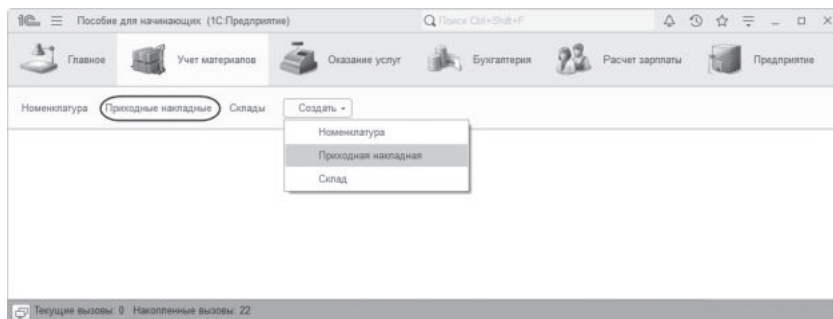 1С Пособие для начинающих (1С:Предприятие) Поиск Ctrl+Shift+F
Главное Учет материалов Оказание услуг Бухгалтерия Расчет зарплаты Предприятие
Номенклатура Приходные накладные Склады Создать
Номенклатура
Приходная накладная
Склад
Текущие вызовы: 0 Накопленные вызовы: 22